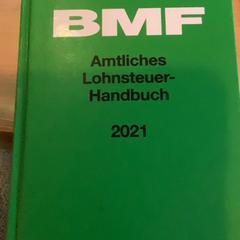 BMF
Amtliches
Lohnsteuer-
Handbuch
2021